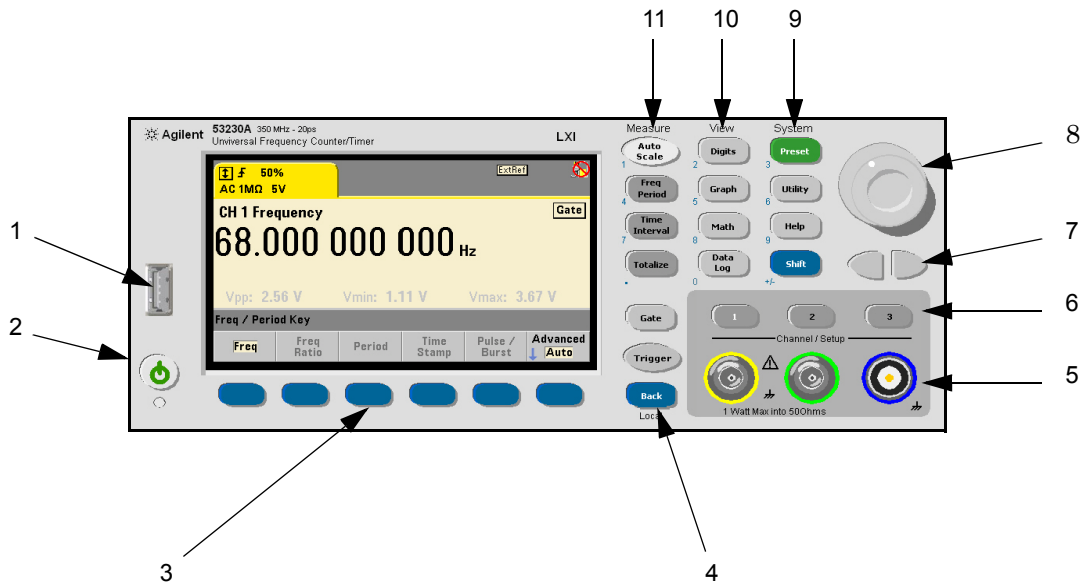 11 10 9
8
7
6
5
1
2
3
4
Agilent
53230A 350 MHz - 20ps
Universal Frequency Counter/Timer
LXI
50%
AC 1MΩ 5V
ExtRef
CH 1 Frequency
Gate
68.000 000 000 Hz
Vpp: 2.56 V Vmin: 1.11 V Vmax: 3.67 V
Freq / Period Key
Freq
Freq Ratio
Period
Time Stamp
Pulse / Burst
Advanced
Auto
Measure View System
Auto Scale
Digits
Preset
1 2 3
Freq Period
Graph
Utility
4 5 6
Time Interval
Math
Help
7 8 9
Totalize
Data Log
Shift
. 0 +/-
Gate
Trigger
Back
Local
1 2 3
Channel / Setup
1 Watt Max into 50Ohms